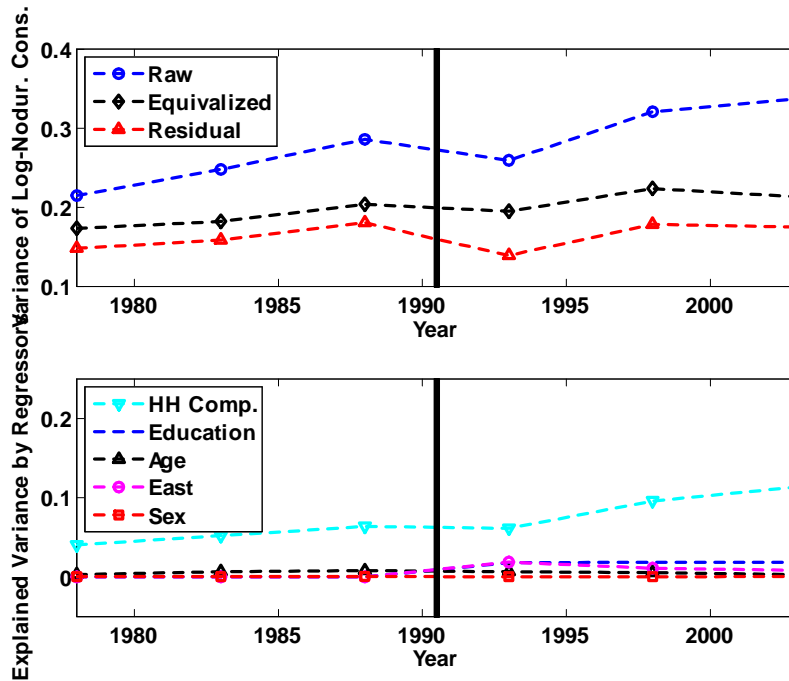 Variance of Log-Nodur. Cons.
0.4
0.3
0.2
0.1
Raw
Equivalized
Residual
1980
1985
1990
1995
2000
Year
Explained Variance by Regressors
0.2
0.1
0
HH Comp.
Education
Age
East
Sex
1980
1985
1990
1995
2000
Year